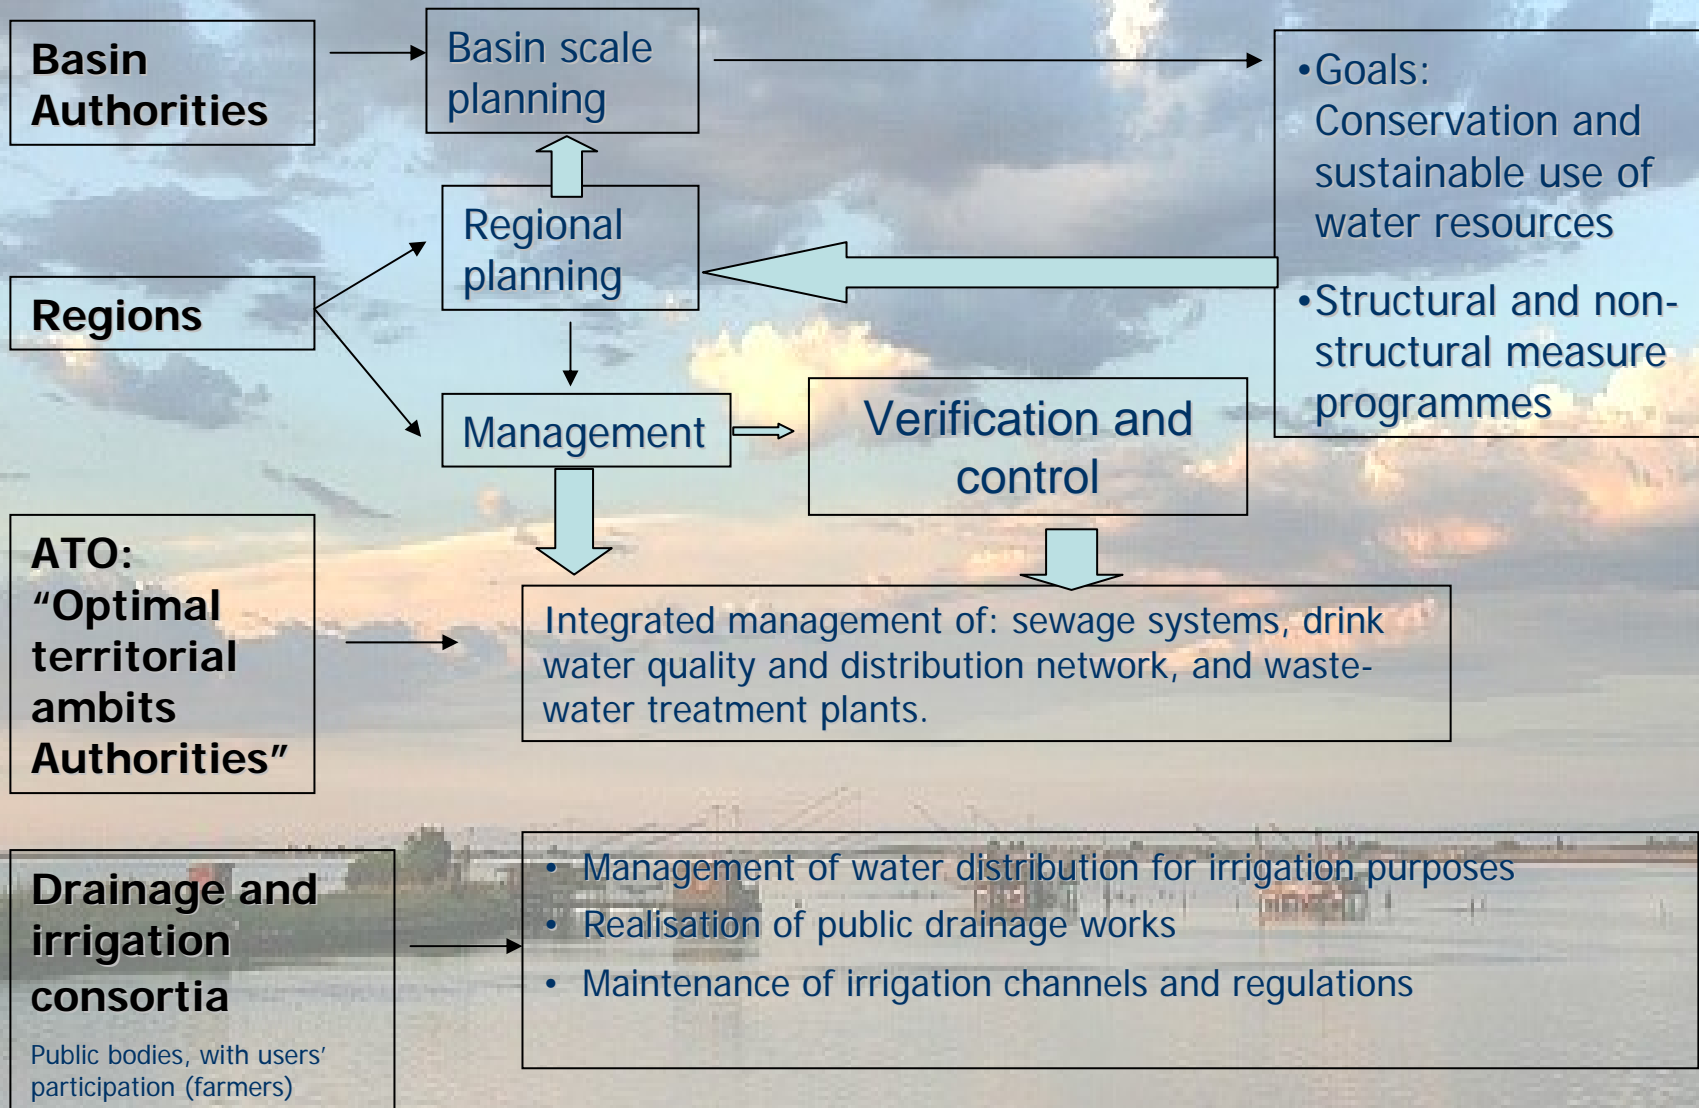 Basin
Authorities
Basin scale
planning
•Goals:
Conservation and
sustainable use of
water resources
•Structural and non-
structural measure
programmes
Regional
planning
Regions
Management
Verification and
control
ATO:
“Optimal
territorial
ambits
Authorities”
Integrated management of: sewage systems, drink
water quality and distribution network, and waste-
water treatment plants.
Drainage and
irrigation
consortia
Public bodies, with users’
participation (farmers)
• Management of water distribution for irrigation purposes
• Realisation of public drainage works
• Maintenance of irrigation channels and regulations